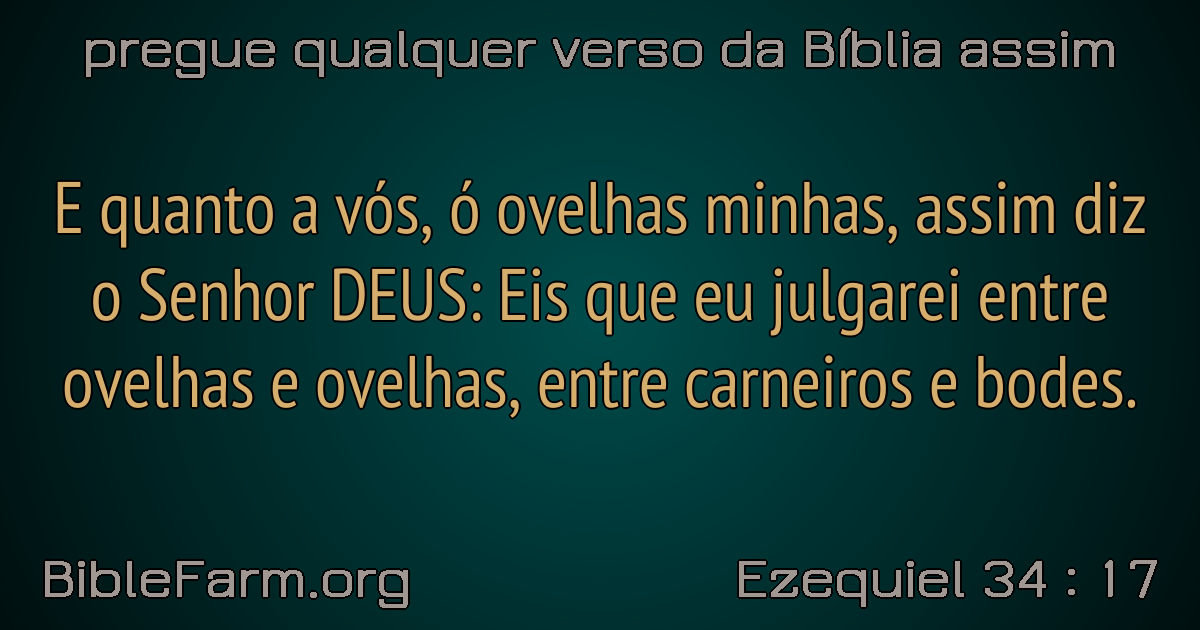 pregue qualquer verso da Bíblia assim
E quanto a vós, ó ovelhas minhas, assim diz
o Senhor DEUS: Eis que eu julgarei entre
ovelhas e ovelhas, entre carneiros e bodes.
BibleFarm.org
Ezequiel 34 : 17